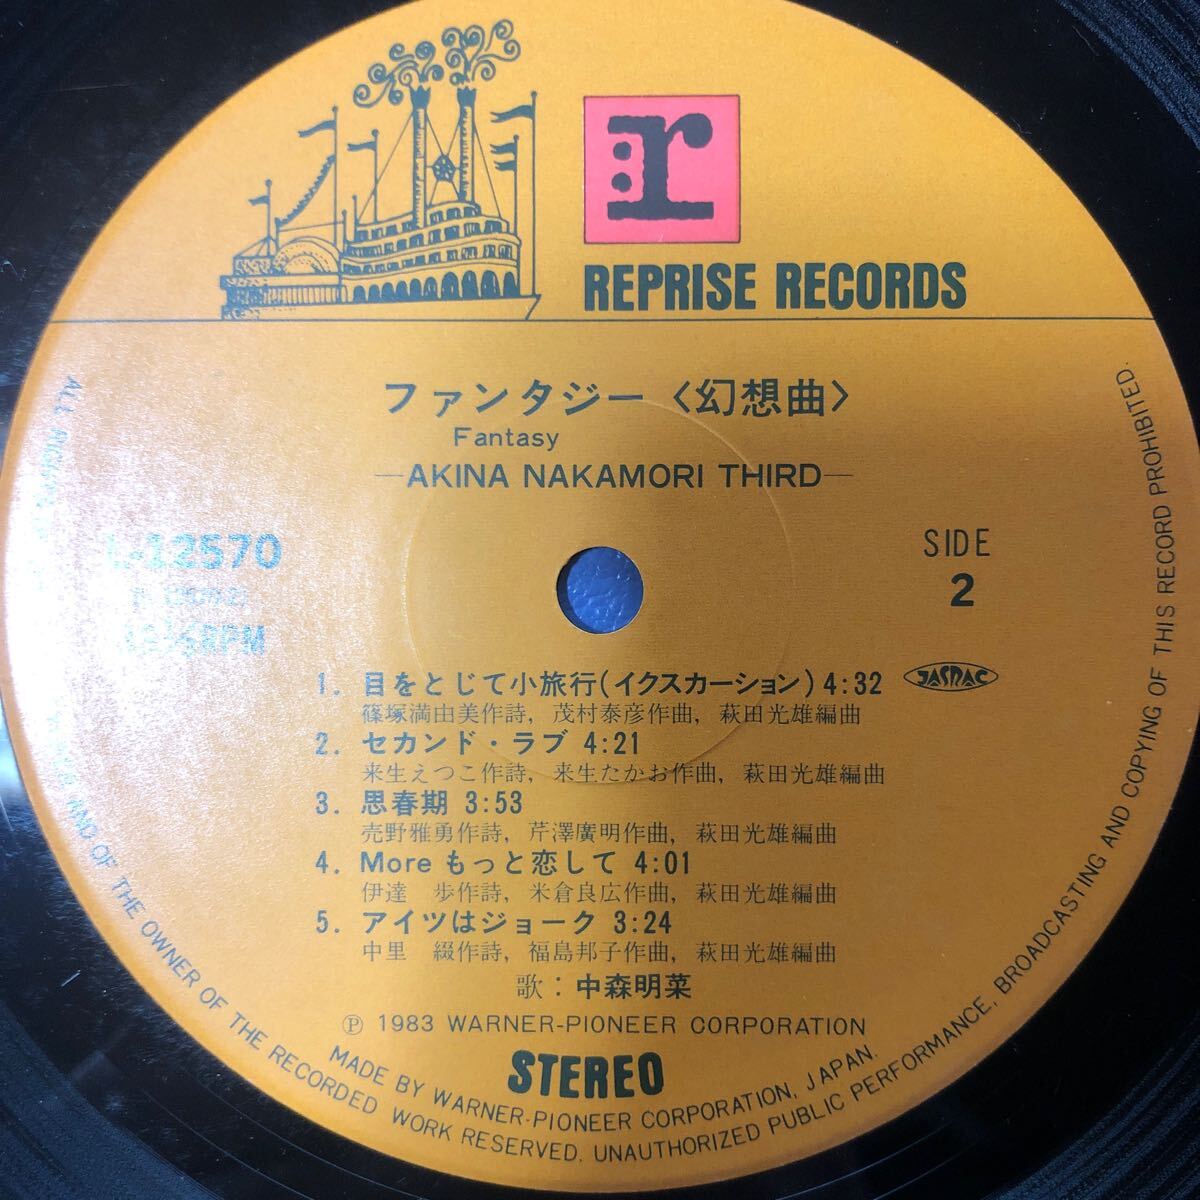 r
REPRISE RECORDS
ファンタジー〈幻想曲〉
Fantasy
—AKINA NAKAMORI THIRD—
L-12570
SIDE
2
JASRAC
1. 目をとじて小旅行(イクスカーション) 4:32
篠塚満由美作詩, 茂村泰彦作曲, 萩田光雄編曲
2. セカンド・ラブ 4:21
来生えつこ作詩, 来生たかお作曲, 萩田光雄編曲
3. 思春期 3:53
売野雅勇作詩, 芹澤廣明作曲, 萩田光雄編曲
4. More もっと恋して 4:01
伊達 歩作詩, 米倉良広作曲, 萩田光雄編曲
5. アイツはジョーク 3:24
中里 綴作詩, 福島邦子作曲, 萩田光雄編曲
歌：中森明菜
Ⓟ 1983 WARNER-PIONEER CORPORATION
STEREO
MADE BY WARNER-PIONEER CORPORATION, JAPAN.
ALL AND OF THE OWNER OF THE RECORDED WORK RESERVED. UNAUTHORIZED PUBLIC PERFORMANCE, BROADCASTING AND COPYING OF THIS RECORD PROHIBITED.